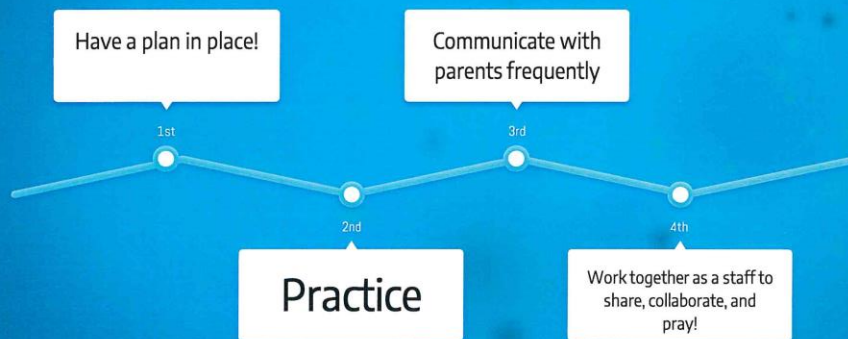 Have a plan in place!
1st
2nd
Practice
Communicate with
parents frequently
3rd
4th
Work together as a staff to
share, collaborate, and
pray!